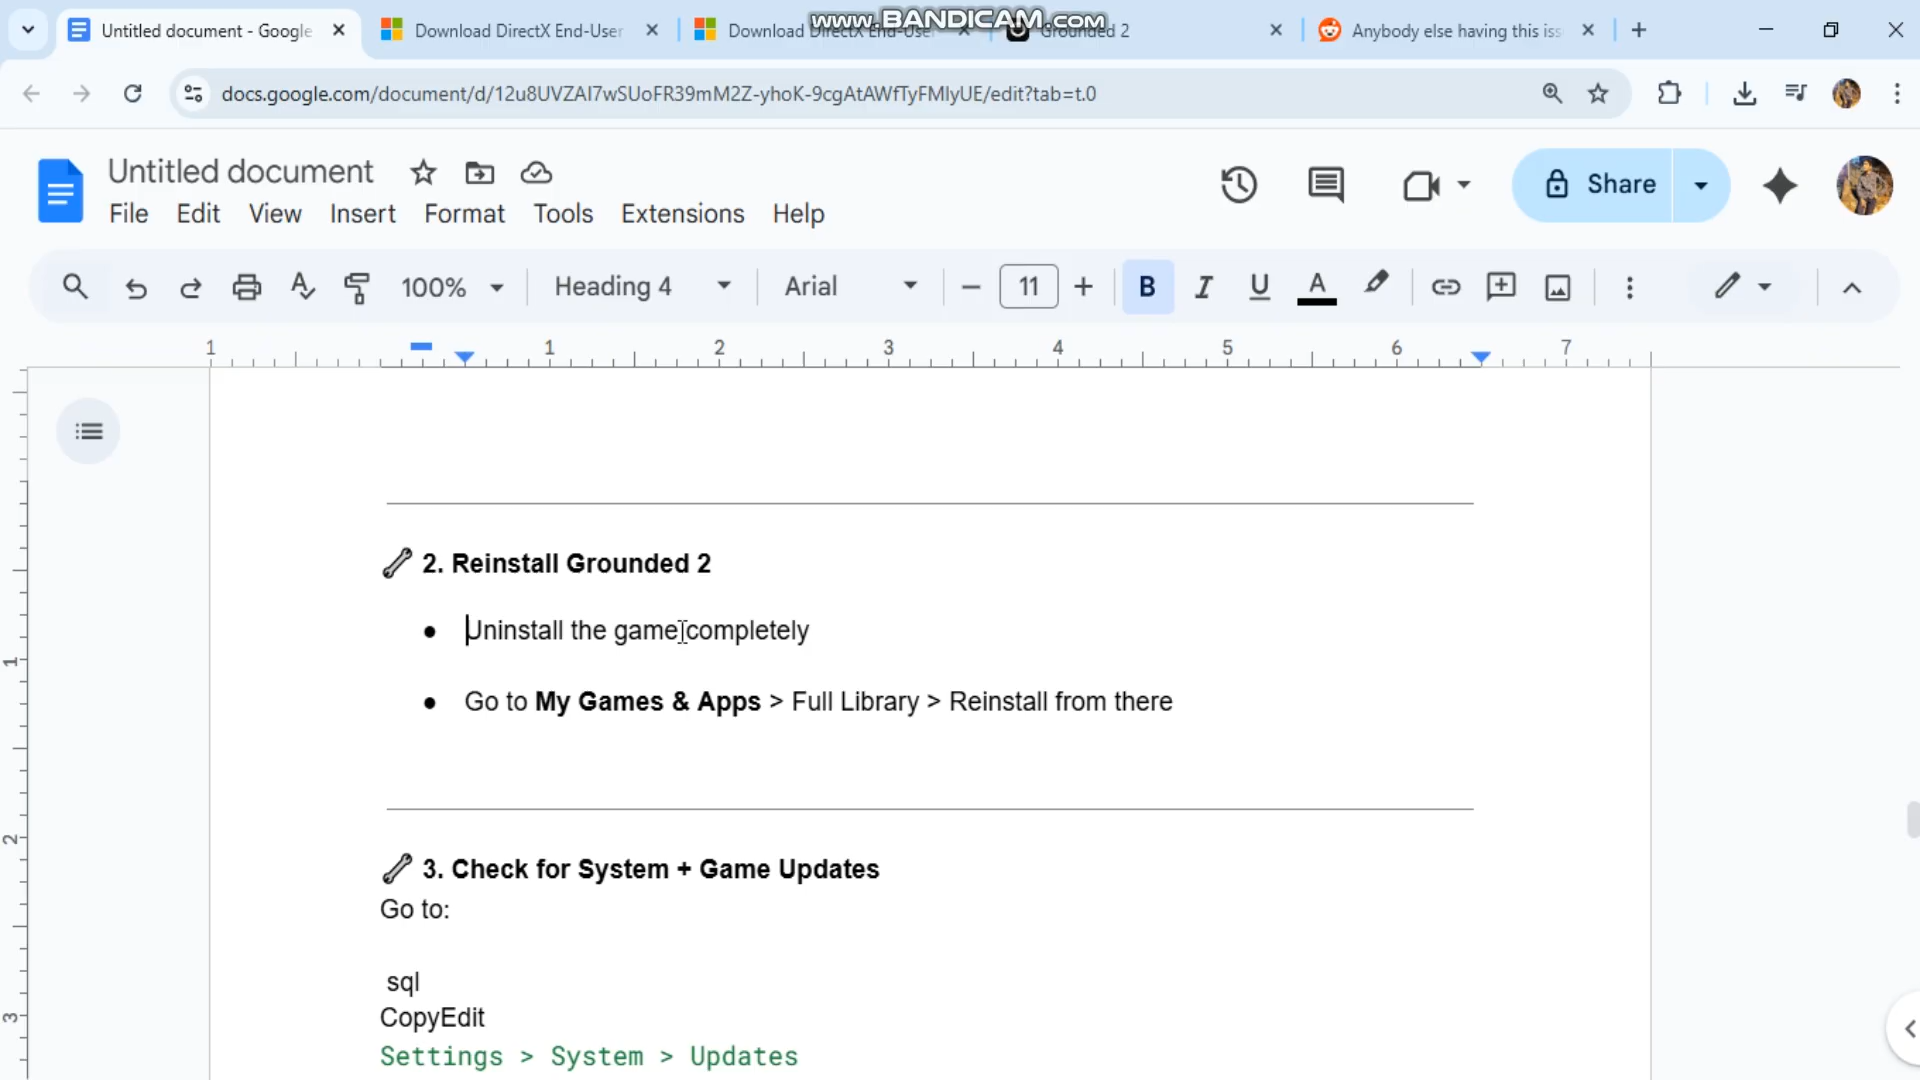 Untitled document - Google
Download DirectX End-User
Download DirectX End-User
Grounded 2
Anybody else having this iss
www.BANDICAM.com
docs.google.com/document/d/12u8UVZAI7wSUoFR39mM2Z-yhoK-9cgAtAWfTyFMIyUE/edit?tab=t.0
Untitled document
Share
File Edit View Insert Format Tools Extensions Help
100% Heading 4 Arial 11 B I U A
1 1 2 3 4 5 6 7
2. Reinstall Grounded 2
● Uninstall the game completely
● Go to My Games & Apps > Full Library > Reinstall from there
3. Check for System + Game Updates
Go to:
sql
CopyEdit
Settings > System > Updates
1
2
3